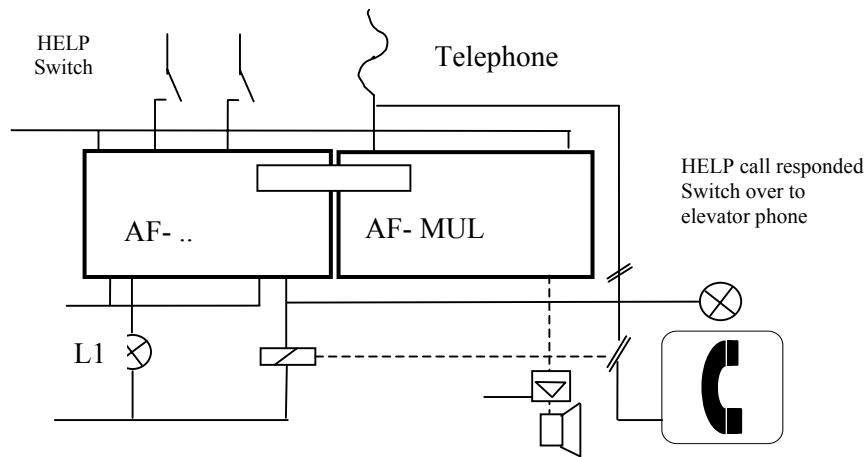 HELP
Switch
Telephone
HELP call responded
Switch over to
elevator phone
AF- ..
AF- MUL
L1